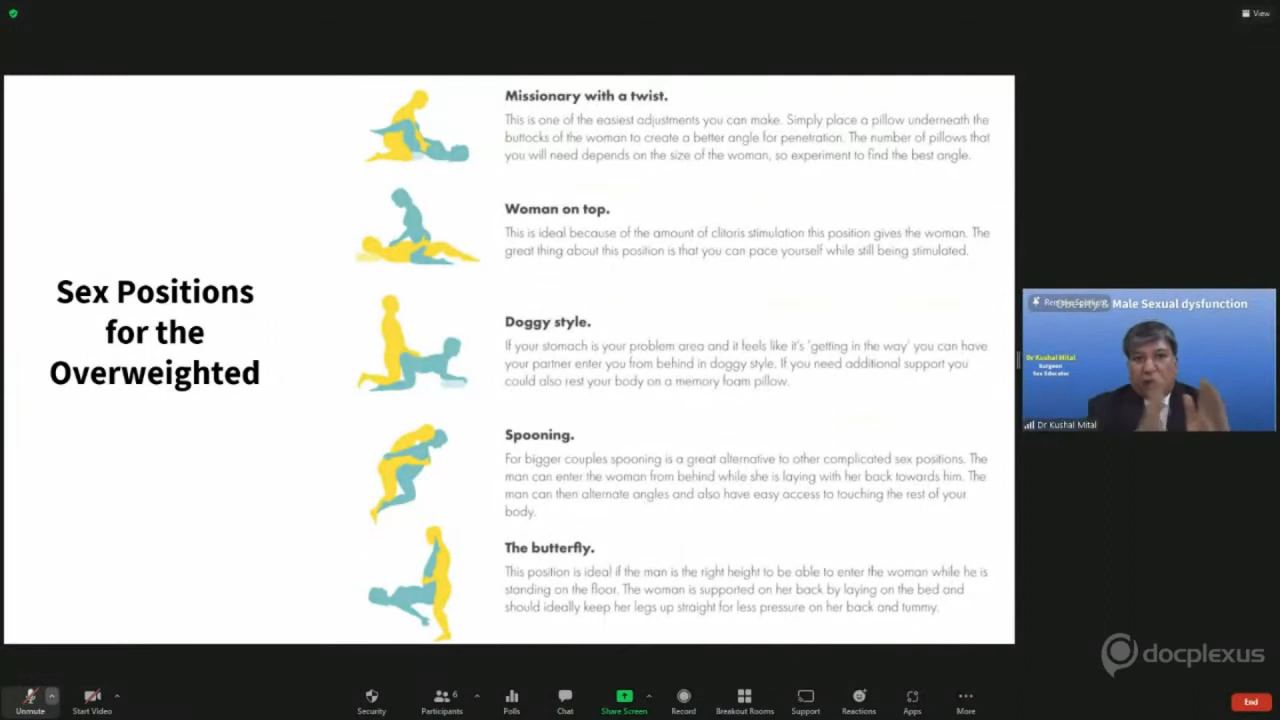 View
Missionary with a twist.
This is one of the easiest adjustments you can make. Simply place a pillow underneath the
buttocks of the woman to create a better angle for penetration. The number of pillows that
you will need depends on the size of the woman, so experiment to find the best angle.
Woman on top.
This is ideal because of the amount of clitoris stimulation this position gives the woman. The
great thing about this position is that you can pace yourself while still being stimulated.
Sex Positions
for the
Overweighted
Doggy style.
If your stomach is your problem area and it feels like it's 'getting in the way' you can have
your partner enter you from behind in doggy style. If you need additional support you
could also rest your body on a memory foam pillow.
Spooning.
For bigger couples spooning is a great alternative to other complicated sex positions. The
man can enter the woman from behind while she is laying with her back towards him. The
man can then alternate angles and also have easy access to touching the rest of your
body.
The butterfly.
This position is ideal if the man is the right height to be able to enter the woman while he is
standing on the floor. The woman is supported on her back by laying on the bed and
should ideally keep her legs up straight for less pressure on her back and tummy.
Male Sexual dysfunction
Dr Kushal Mital
Surgeon
Sex Educator
Dr Kushal Mital
docplexus
Unmute
Start Video
Security
Participants
6
Polls
Chat
Share Screen
Record
Breakout Rooms
Support
Reactions
Apps
More
End